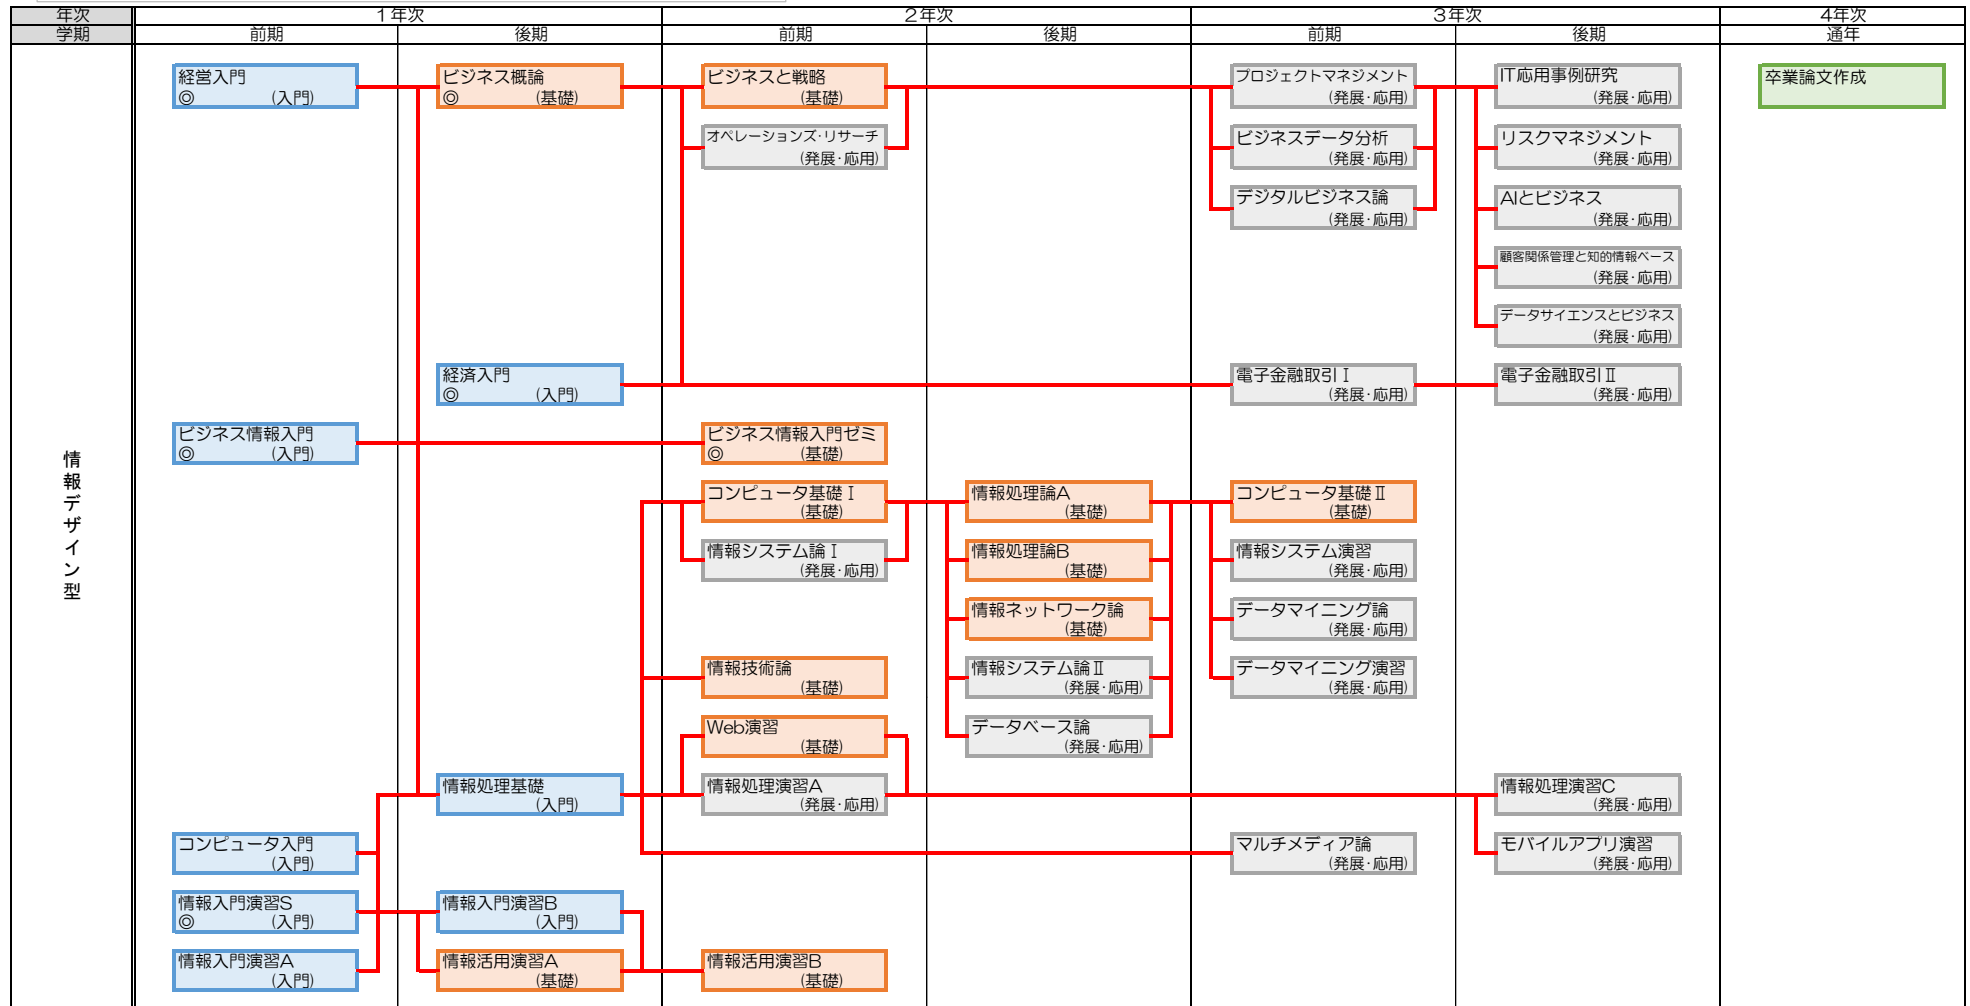 年次 1年次 2年次 3年次 4年次
学期 前期 後期 前期 後期 前期 後期 通年
経営入門 ビジネス概論 ビジネスと戦略 プロジェクトマネジメント IT応用事例研究 卒業論文作成
◎ (入門) ◎ (基礎) (基礎) (発展・応用) (発展・応用)
オペレーションズ・リサーチ ビジネスデータ分析 リスクマネジメント
(発展・応用) (発展・応用) (発展・応用)
デジタルビジネス論 AIとビジネス
(発展・応用) (発展・応用)
顧客関係管理と知的情報ベース
(発展・応用)
データサイエンスとビジネス
(発展・応用)
経済入門 電子金融取引Ⅰ 電子金融取引Ⅱ
◎ (入門) (発展・応用) (発展・応用)
ビジネス情報入門 ビジネス情報入門ゼミ
◎ (入門) ◎ (基礎)
情報デザイン型
コンピュータ基礎Ⅰ 情報処理論A コンピュータ基礎Ⅱ
(基礎) (基礎) (基礎)
情報システム論Ⅰ 情報処理論B 情報システム演習
(発展・応用) (基礎) (発展・応用)
情報ネットワーク論 データマイニング論
(基礎) (発展・応用)
情報技術論 情報システム論Ⅱ データマイニング演習
(基礎) (発展・応用) (発展・応用)
Web演習 データベース論
(基礎) (発展・応用)
情報処理基礎 情報処理演習A 情報処理演習C
(入門) (発展・応用) (発展・応用)
コンピュータ入門 マルチメディア論 モバイルアプリ演習
(入門) (発展・応用) (発展・応用)
情報入門演習S 情報入門演習B
◎ (入門) (入門)
情報入門演習A 情報活用演習A 情報活用演習B
(入門) (基礎) (基礎)